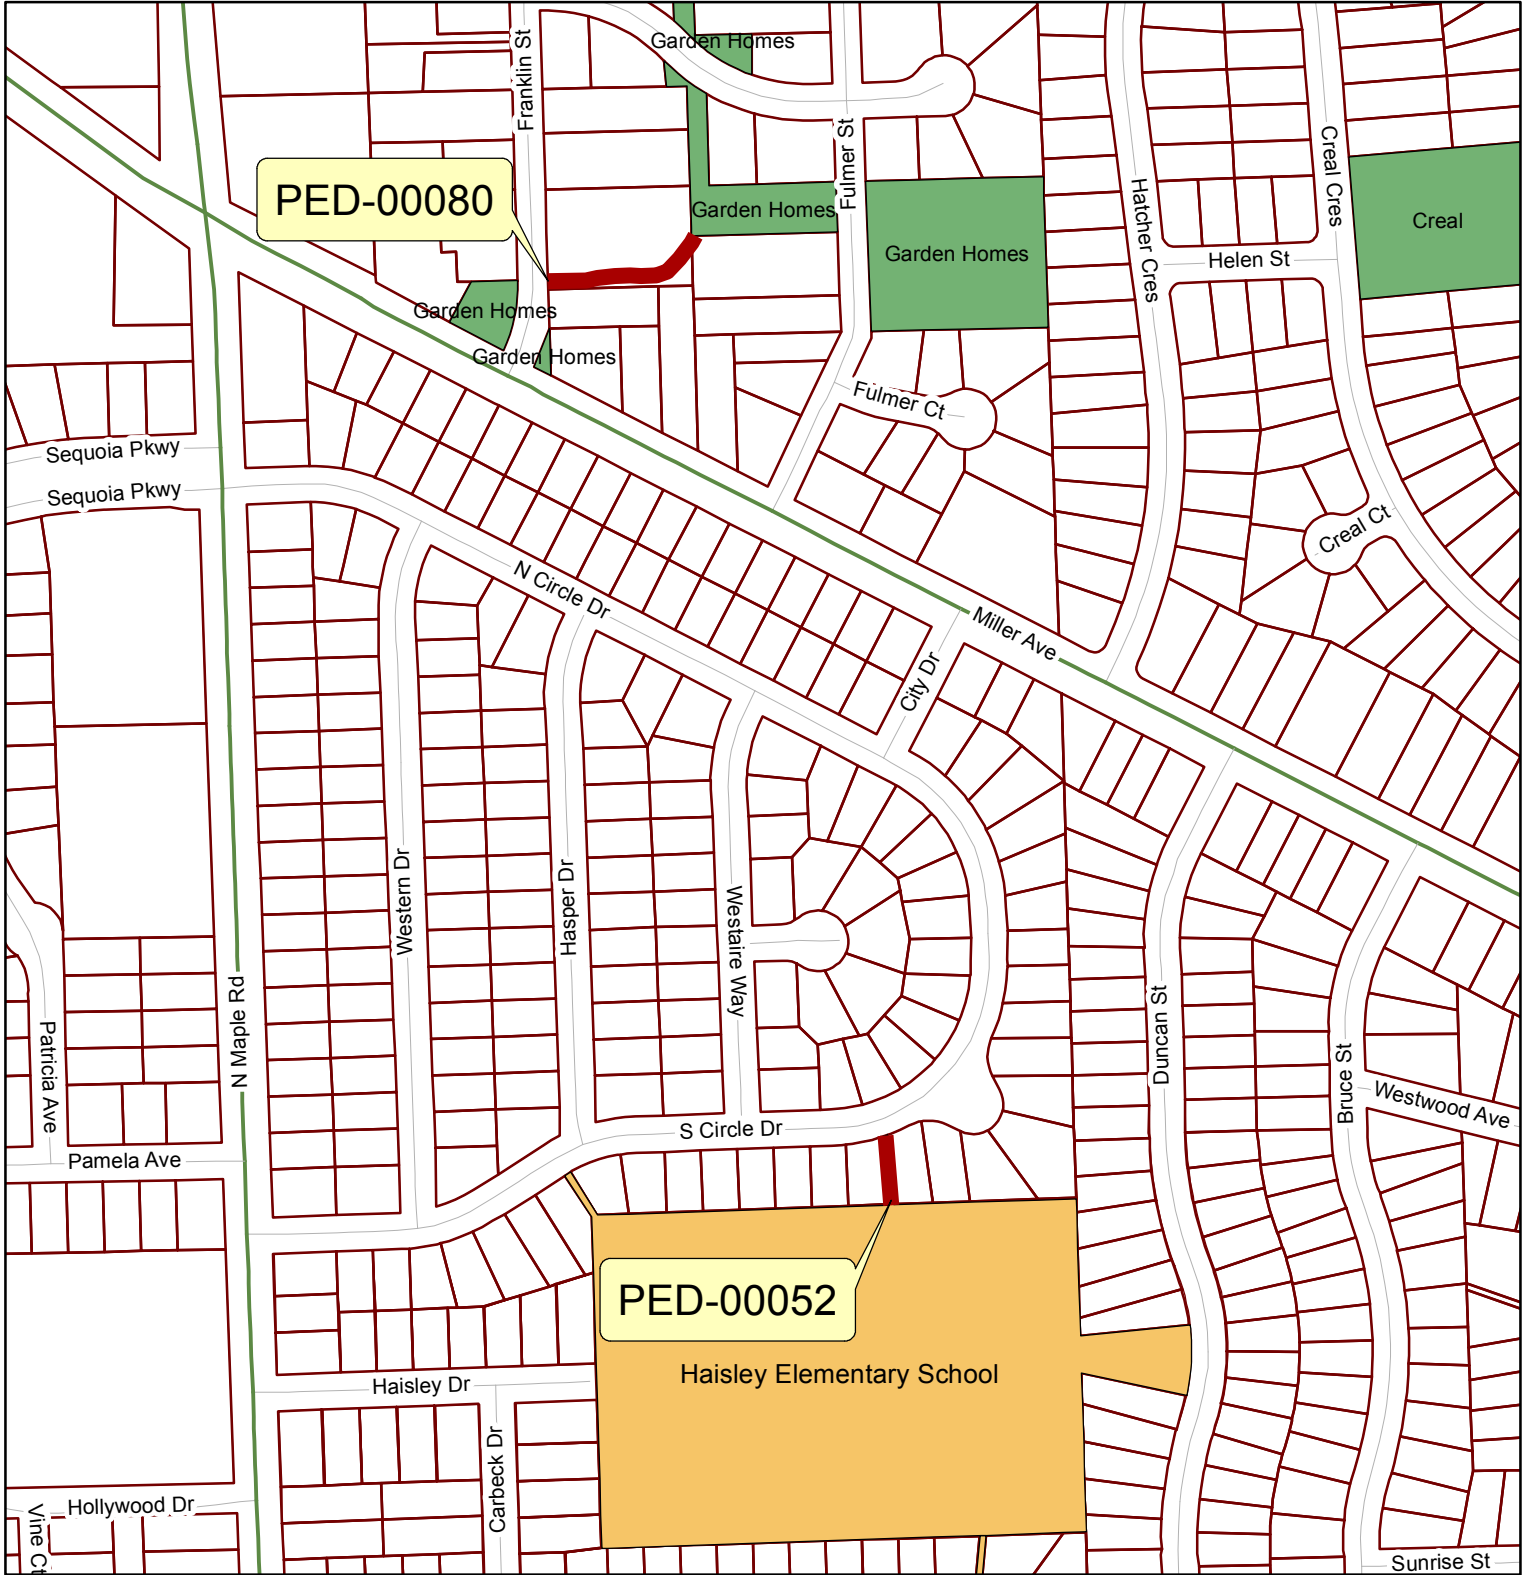 Garden Homes
Franklin St
Fulmer St
Creal Cres
PED-00080
Hatcher Cres
Garden Homes
Creal
Garden Homes
Helen St
Garden Homes
Garden Homes
Fulmer Ct
Sequoia Pkwy
Sequoia Pkwy
Creal Ct
N Circle Dr
Miller Ave
City Dr
Western Dr
Hasper Dr
Westaire Way
N Maple Rd
Duncan St
Patricia Ave
Bruce St
Westwood Ave
S Circle Dr
Pamela Ave
PED-00052
Haisley Elementary School
Haisley Dr
Carbeck Dr
Hollywood Dr
Vine Ct
Sunrise St